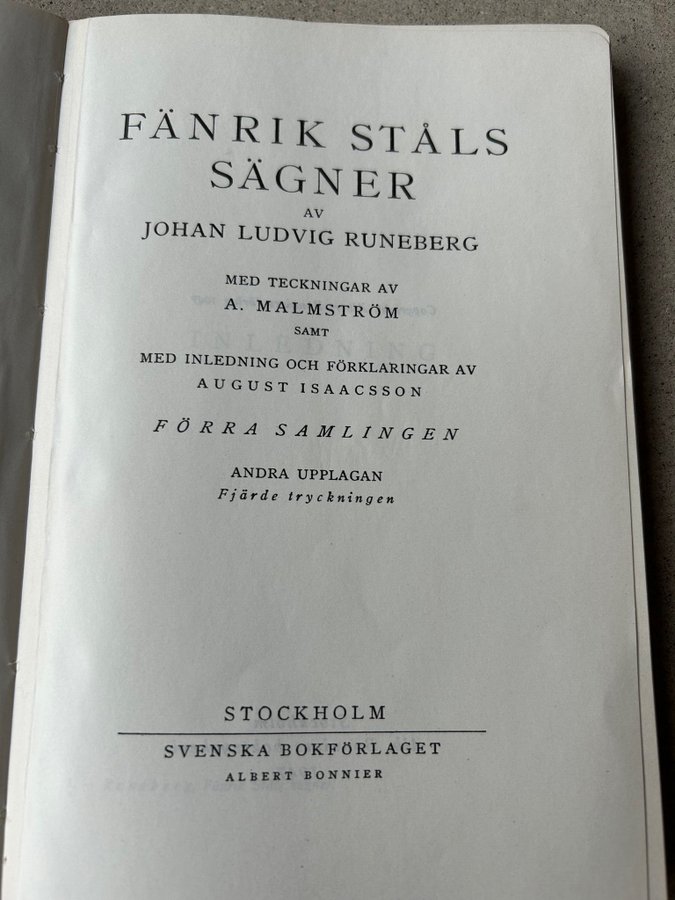 FÄNRIK STÅLS
SÄGNER
AV
JOHAN LUDVIG RUNEBERG
MED TECKNINGAR AV
A. MALMSTRÖM
SAMT
MED INLEDNING OCH FÖRKLARINGAR AV
AUGUST ISAACSSON
FÖRRA SAMLINGEN
ANDRA UPPLAGAN
Fjärde tryckningen
STOCKHOLM
SVENSKA BOKFÖRLAGET
ALBERT BONNIER